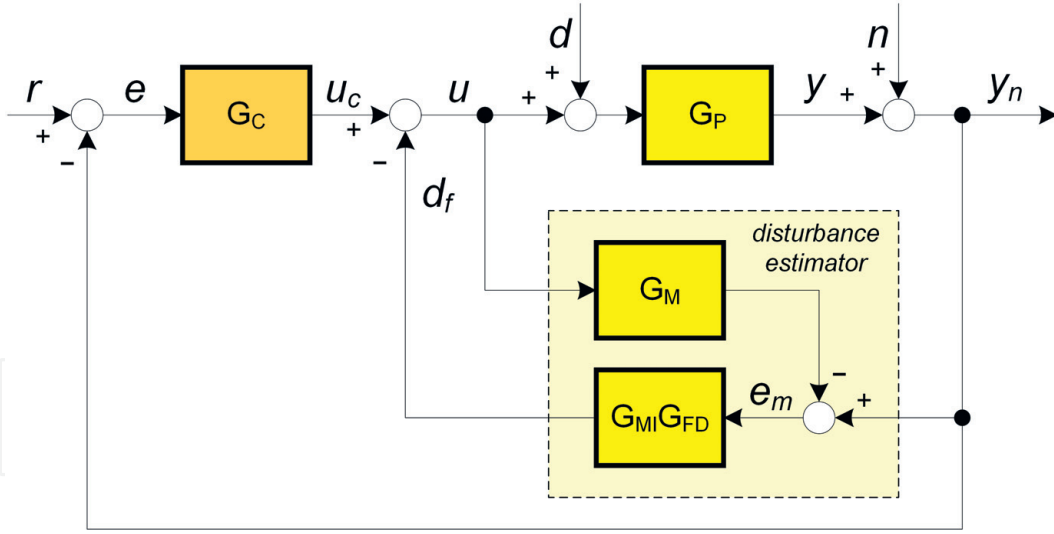 d
n
r
e
G_C
u_c
u
G_P
y
y_n
+
+
+
+
+
+
-
-
d_f
disturbance
estimator
G_M
-
G_MI G_FD
e_m
+